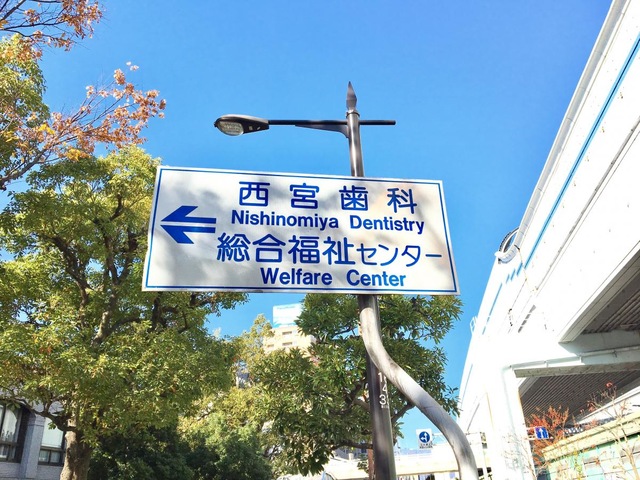 西宮歯科
Nishinomiya Dentistry
総合福祉センター
Welfare Center